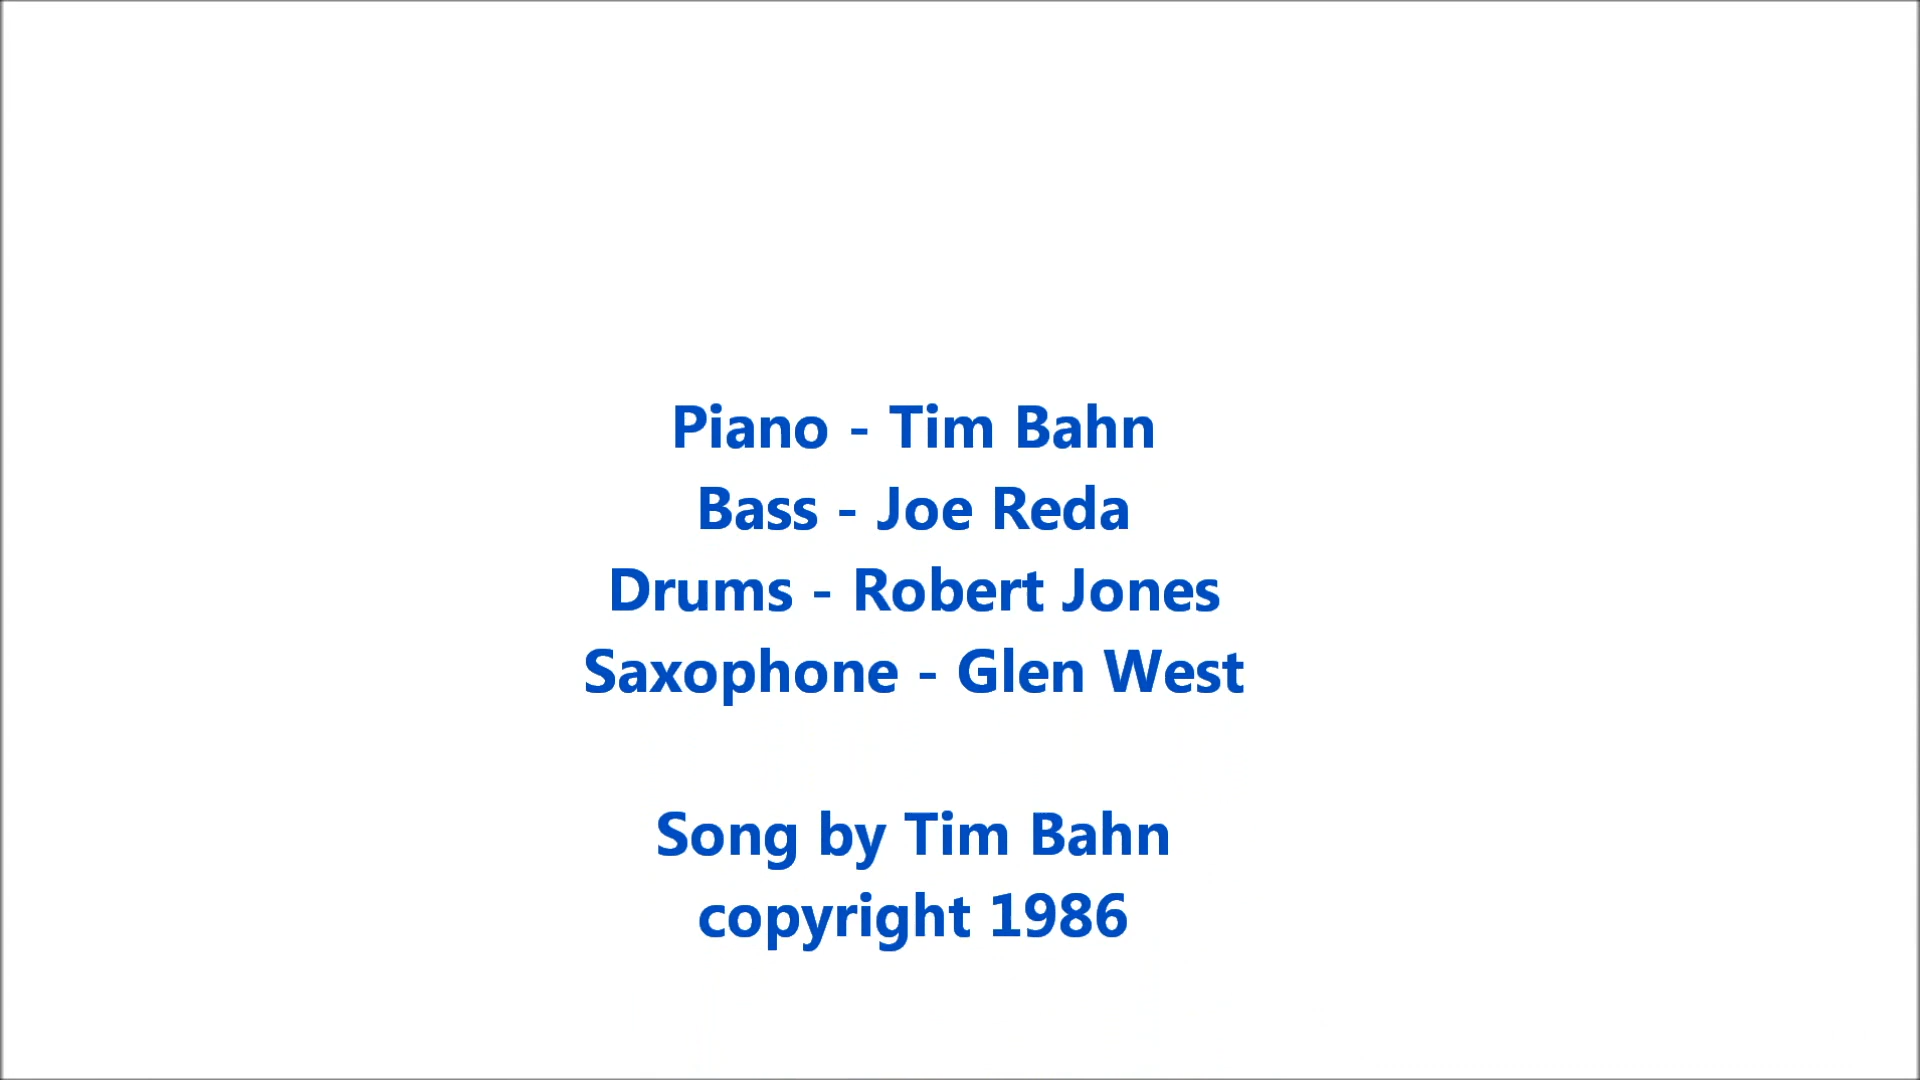 Piano - Tim Bahn
Bass - Joe Reda
Drums - Robert Jones
Saxophone - Glen West
Song by Tim Bahn
copyright 1986